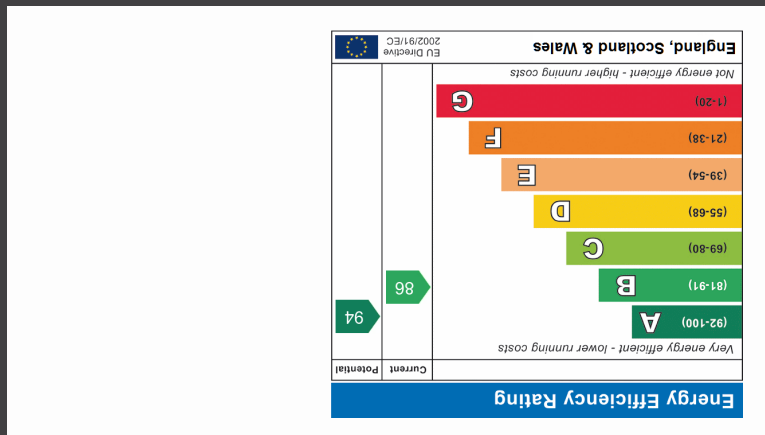 Energy Efficiency Rating
Current Potential
Very energy efficient - lower running costs
(92-100) A
94
(81-91) B
86
(69-80) C
(55-68) D
(39-54) E
(21-38) F
(1-20) G
Not energy efficient - higher running costs
England, Scotland & Wales
EU Directive
2002/91/EC